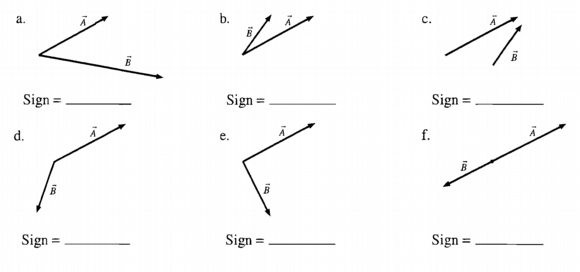 a. A⃗ B⃗
b. B⃗ A⃗
c. A⃗ B⃗
Sign = ________ Sign = ________ Sign = ________
d. A⃗ B⃗
e. A⃗ B⃗
f. B⃗ A⃗
Sign = ________ Sign = ________ Sign = ________